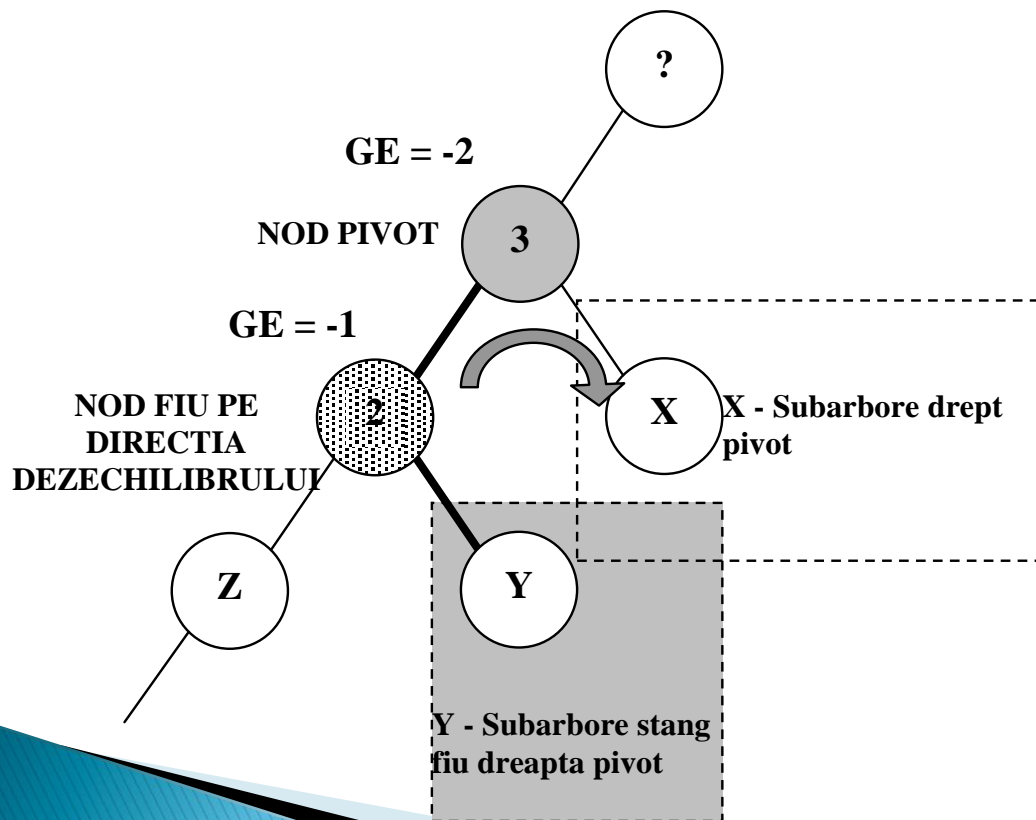 ?
GE = -2
NOD PIVOT
3
GE = -1
NOD FIU PE
DIRECTIA
DEZECHILIBRULUI
2
X
X - Subarbore drept
pivot
Z
Y
Y - Subarbore stang
fiu dreapta pivot